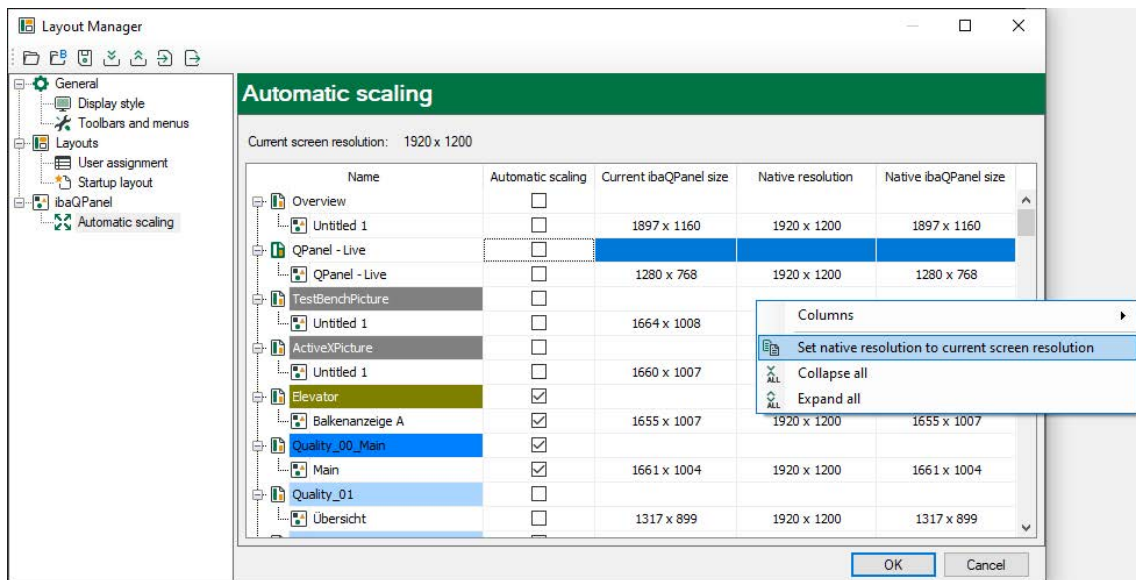 Layout Manager
General
Display style
Toolbars and menus
Layouts
User assignment
Startup layout
ibaQPanel
Automatic scaling
Automatic scaling
Current screen resolution: 1920 x 1200
Name Automatic scaling Current ibaQPanel size Native resolution Native ibaQPanel size
Overview
Untitled 1 1897 x 1160 1920 x 1200 1897 x 1160
QPanel - Live
QPanel - Live 1280 x 768 1920 x 1200 1280 x 768
TestBenchPicture
Untitled 1 1664 x 1008
ActiveXPicture
Untitled 1 1660 x 1007
Elevator
Balkenanzeige A 1655 x 1007 1920 x 1200 1655 x 1007
Quality_00_Main
Main 1661 x 1004 1920 x 1200 1661 x 1004
Quality_01
Übersicht 1317 x 899 1920 x 1200 1317 x 899
Columns
Set native resolution to current screen resolution
ALL Collapse all
ALL Expand all
OK Cancel